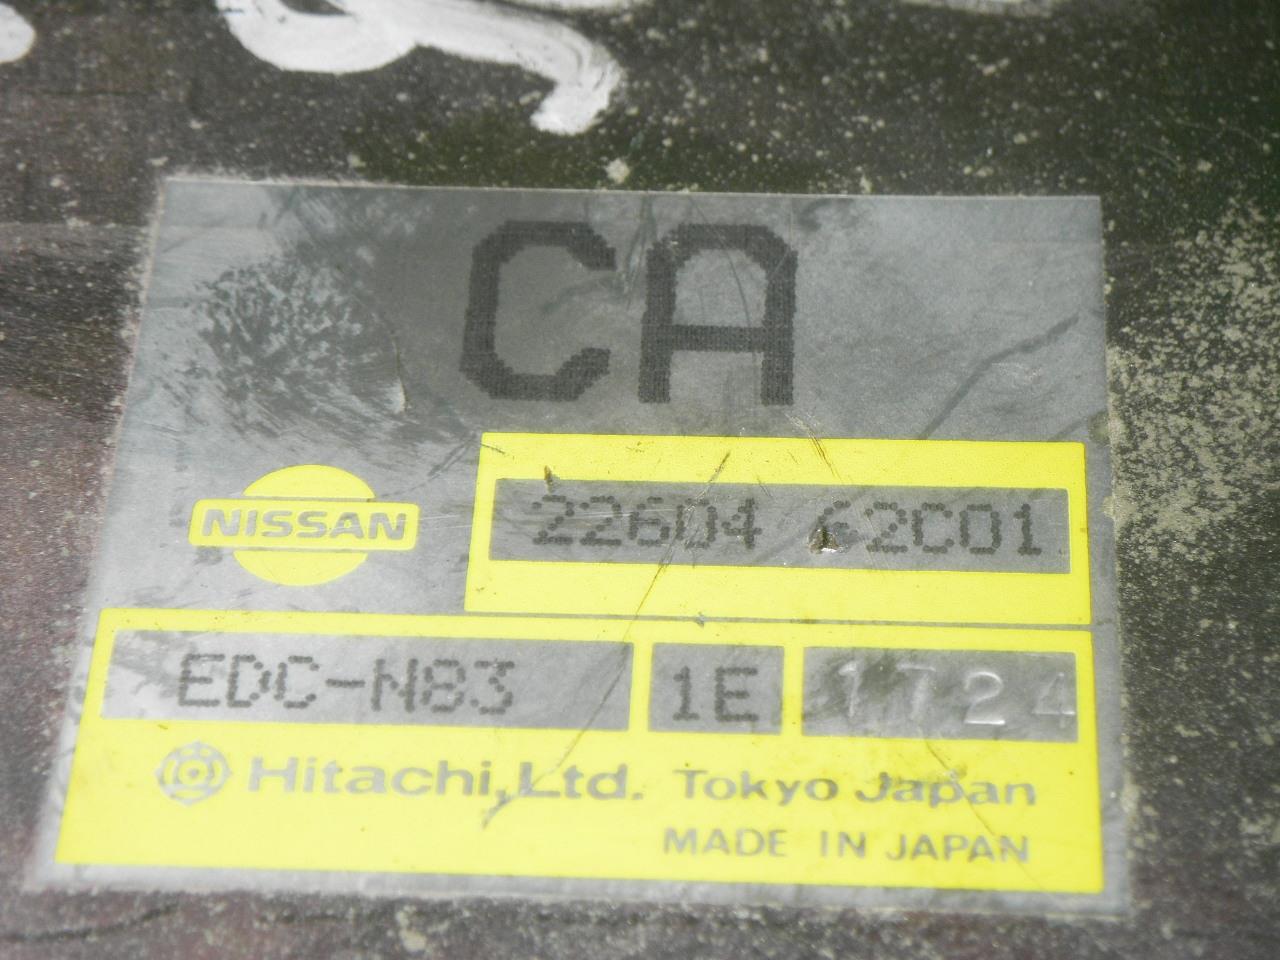 CA
NISSAN
22604 62C01
EDC-N83 1E 1724
Hitachi, Ltd. Tokyo Japan
MADE IN JAPAN